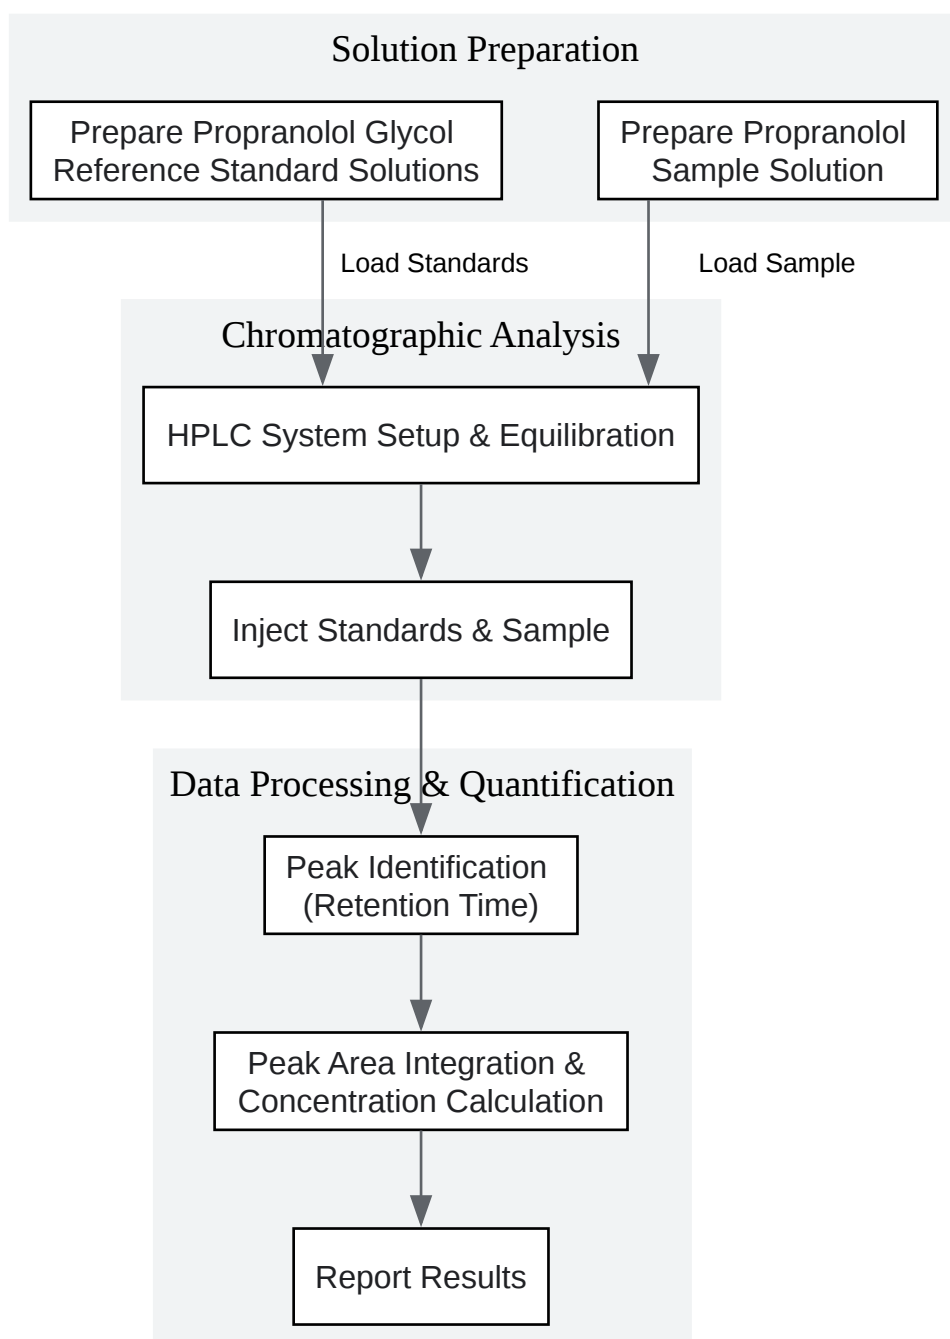 Solution Preparation
Prepare Propranolol Glycol
Reference Standard Solutions
Prepare Propranolol
Sample Solution
Load Standards
Load Sample
Chromatographic Analysis
HPLC System Setup & Equilibration
Inject Standards & Sample
Data Processing & Quantification
Peak Identification
(Retention Time)
Peak Area Integration &
Concentration Calculation
Report Results